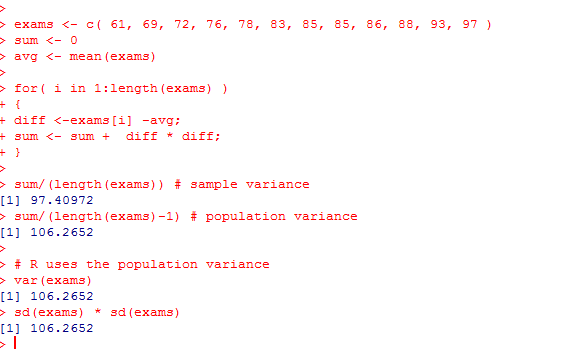 >
> exams <- c( 61, 69, 72, 76, 78, 83, 85, 85, 86, 88, 93, 97 )
> sum <- 0
> avg <- mean(exams)
>
> for( i in 1:length(exams) )
+ {
+ diff <-exams[i] -avg;
+ sum <- sum +  diff * diff;
+ }
>
> sum/(length(exams)) # sample variance
[1] 97.40972
> sum/(length(exams)-1) # population variance
[1] 106.2652
>
> # R uses the population variance
> var(exams)
[1] 106.2652
> sd(exams) * sd(exams)
[1] 106.2652
>